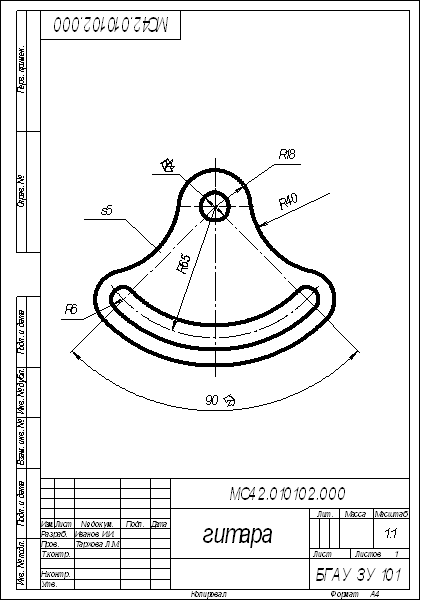 МС42.010102.000
Перв. примен.
Справ. №
R18
R40
s5
R65
R6
90
Подп. и дата
Инв. № дубл.
Взам. инв. №
Подп. и дата
Инв. № подл.
МС42.010102.000
Лит. Масса Масштаб
Изм. Лист № докум. Подп. Дата
Разраб. Иванов И.И.
гитара
1:1
Пров.
Т.контр.
Лист Листов 1
Н.контр.
БГАУ ЗУ 101
Утв.
Копировал Формат А4